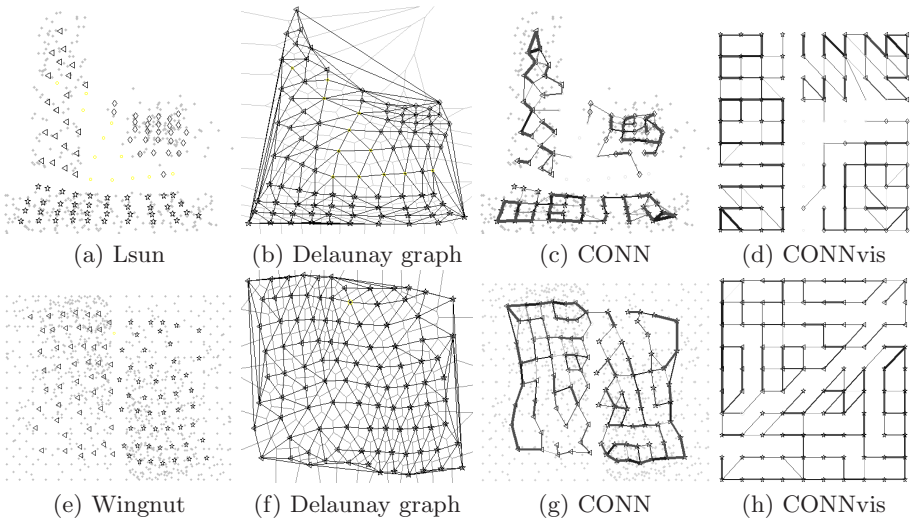 (a) Lsun
(b) Delaunay graph
(c) CONN
(d) CONNvis
(e) Wingnut
(f) Delaunay graph
(g) CONN
(h) CONNvis